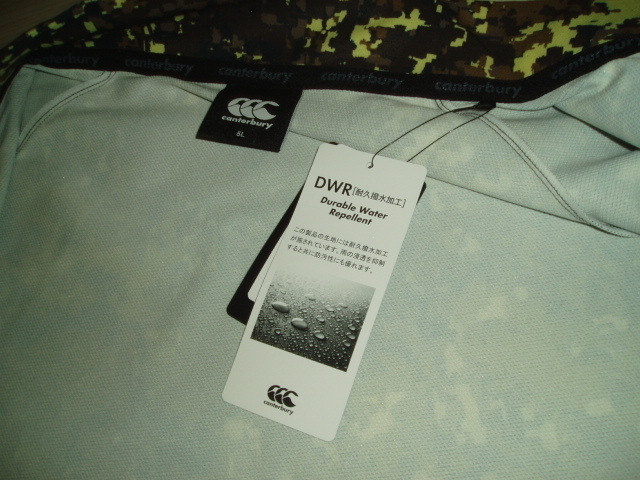 canterbury canterbury canterbury canterbury canterbury
canterbury
5L
DWR [耐久撥水加工]
Durable Water
Repellent
この製品の生地には耐久撥水加工
が施されています。雨の浸透を抑制
すると共に防汚性にも優れます。
canterbury